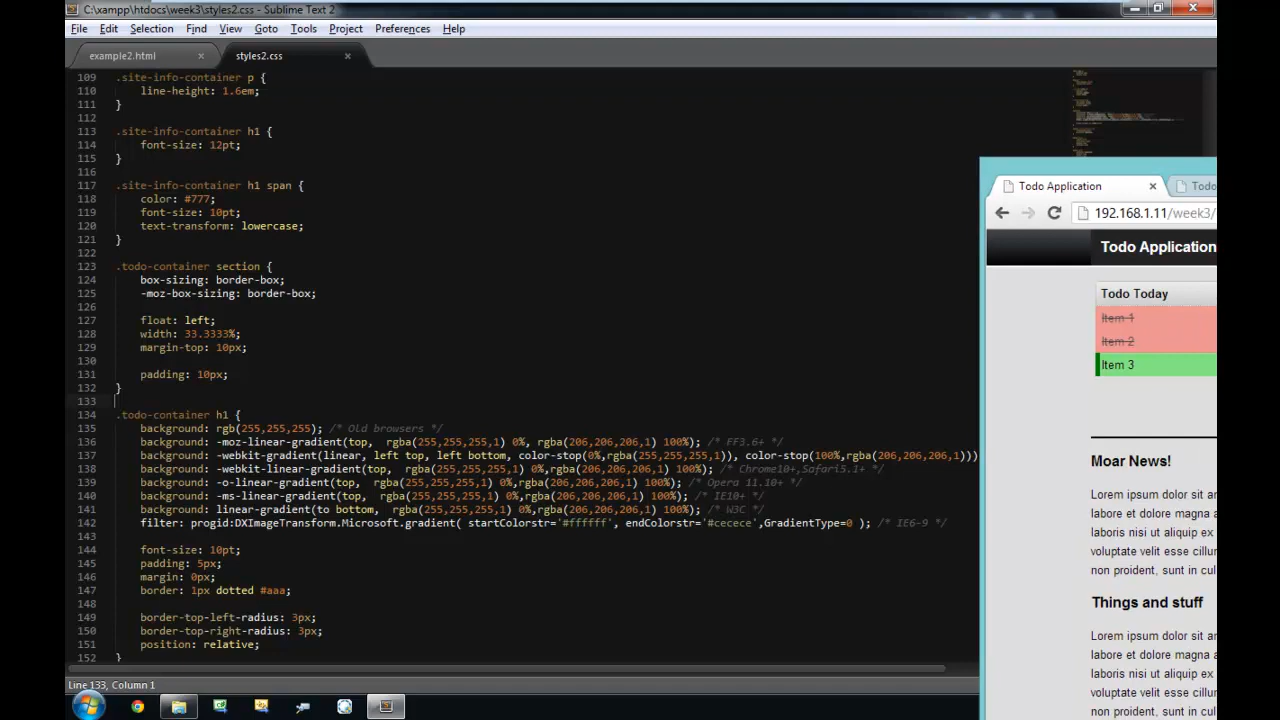 C:\xampp\htdocs\week3\styles2.css - Sublime Text 2
File Edit Selection Find View Goto Tools Project Preferences Help
example2.html × styles2.css ×
109 .site-info-container p {
110 line-height: 1.6em;
111 }
112
113 .site-info-container h1 {
114 font-size: 12pt;
115 }
116
117 .site-info-container h1 span {
118 color: #777;
119 font-size: 10pt;
120 text-transform: lowercase;
121 }
122
123 .todo-container section {
124 box-sizing: border-box;
125 -moz-box-sizing: border-box;
126
127 float: left;
128 width: 33.3333%;
129 margin-top: 10px;
130
131 padding: 10px;
132 }
133
134 .todo-container h1 {
135 background: rgb(255,255,255); /* Old browsers */
136 background: -moz-linear-gradient(top, rgba(255,255,255,1) 0%, rgba(206,206,206,1) 100%); /* FF3.6+ */
137 background: -webkit-gradient(linear, left top, left bottom, color-stop(0%,rgba(255,255,255,1)), color-stop(100%,rgba(206,206,206,1)))
138 background: -webkit-linear-gradient(top, rgba(255,255,255,1) 0%,rgba(206,206,206,1) 100%); /* Chrome10+,Safari5.1+ */
139 background: -o-linear-gradient(top, rgba(255,255,255,1) 0%,rgba(206,206,206,1) 100%); /* Opera 11.10+ */
140 background: -ms-linear-gradient(top, rgba(255,255,255,1) 0%,rgba(206,206,206,1) 100%); /* IE10+ */
141 background: linear-gradient(to bottom, rgba(255,255,255,1) 0%,rgba(206,206,206,1) 100%); /* W3C */
142 filter: progid:DXImageTransform.Microsoft.gradient( startColorstr='#ffffff', endColorstr='#cecece',GradientType=0 ); /* IE6-9 */
143
144 font-size: 10pt;
145 padding: 5px;
146 margin: 0px;
147 border: 1px dotted #aaa;
148
149 border-top-left-radius: 3px;
150 border-top-right-radius: 3px;
151 position: relative;
152 }
Line 133, Column 1
Todo Application × Todo
192.168.1.11/week3/
Todo Application
Todo Today
Item 1
Item 2
Item 3
Moar News!
Lorem ipsum dolor si
dolore magna
laboris nisi ut
aliquip ex
voluptate velit esse cillur
non proident, sunt in cul
Things and stuff
Lorem ipsum dolor si
dolore magna a
laboris nisi ut aliquip ex
voluptate velit esse cillur
non proident, sunt in cul